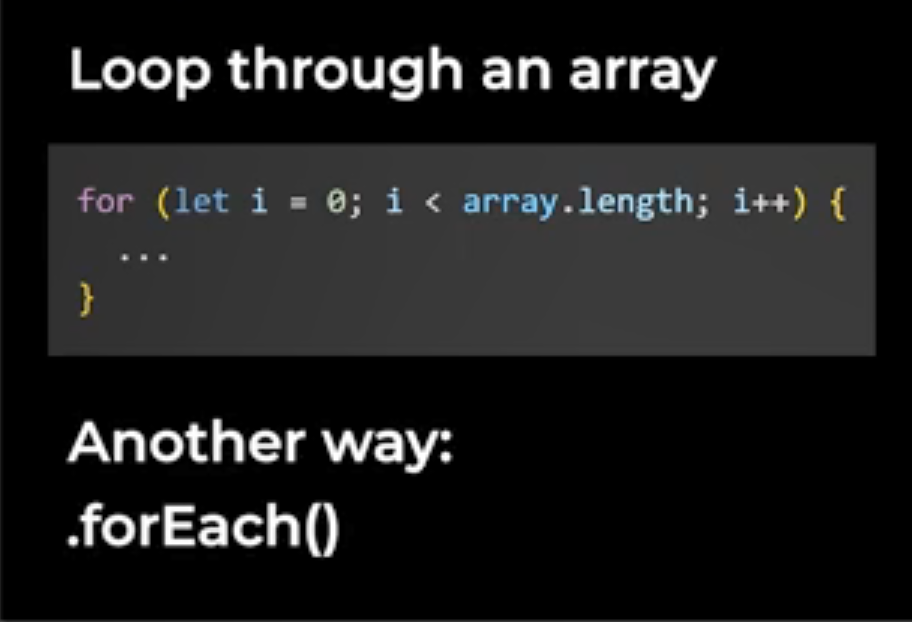 Loop through an array
for (let i = 0; i < array.length; i++) {
  ...
}
Another way:
.forEach()